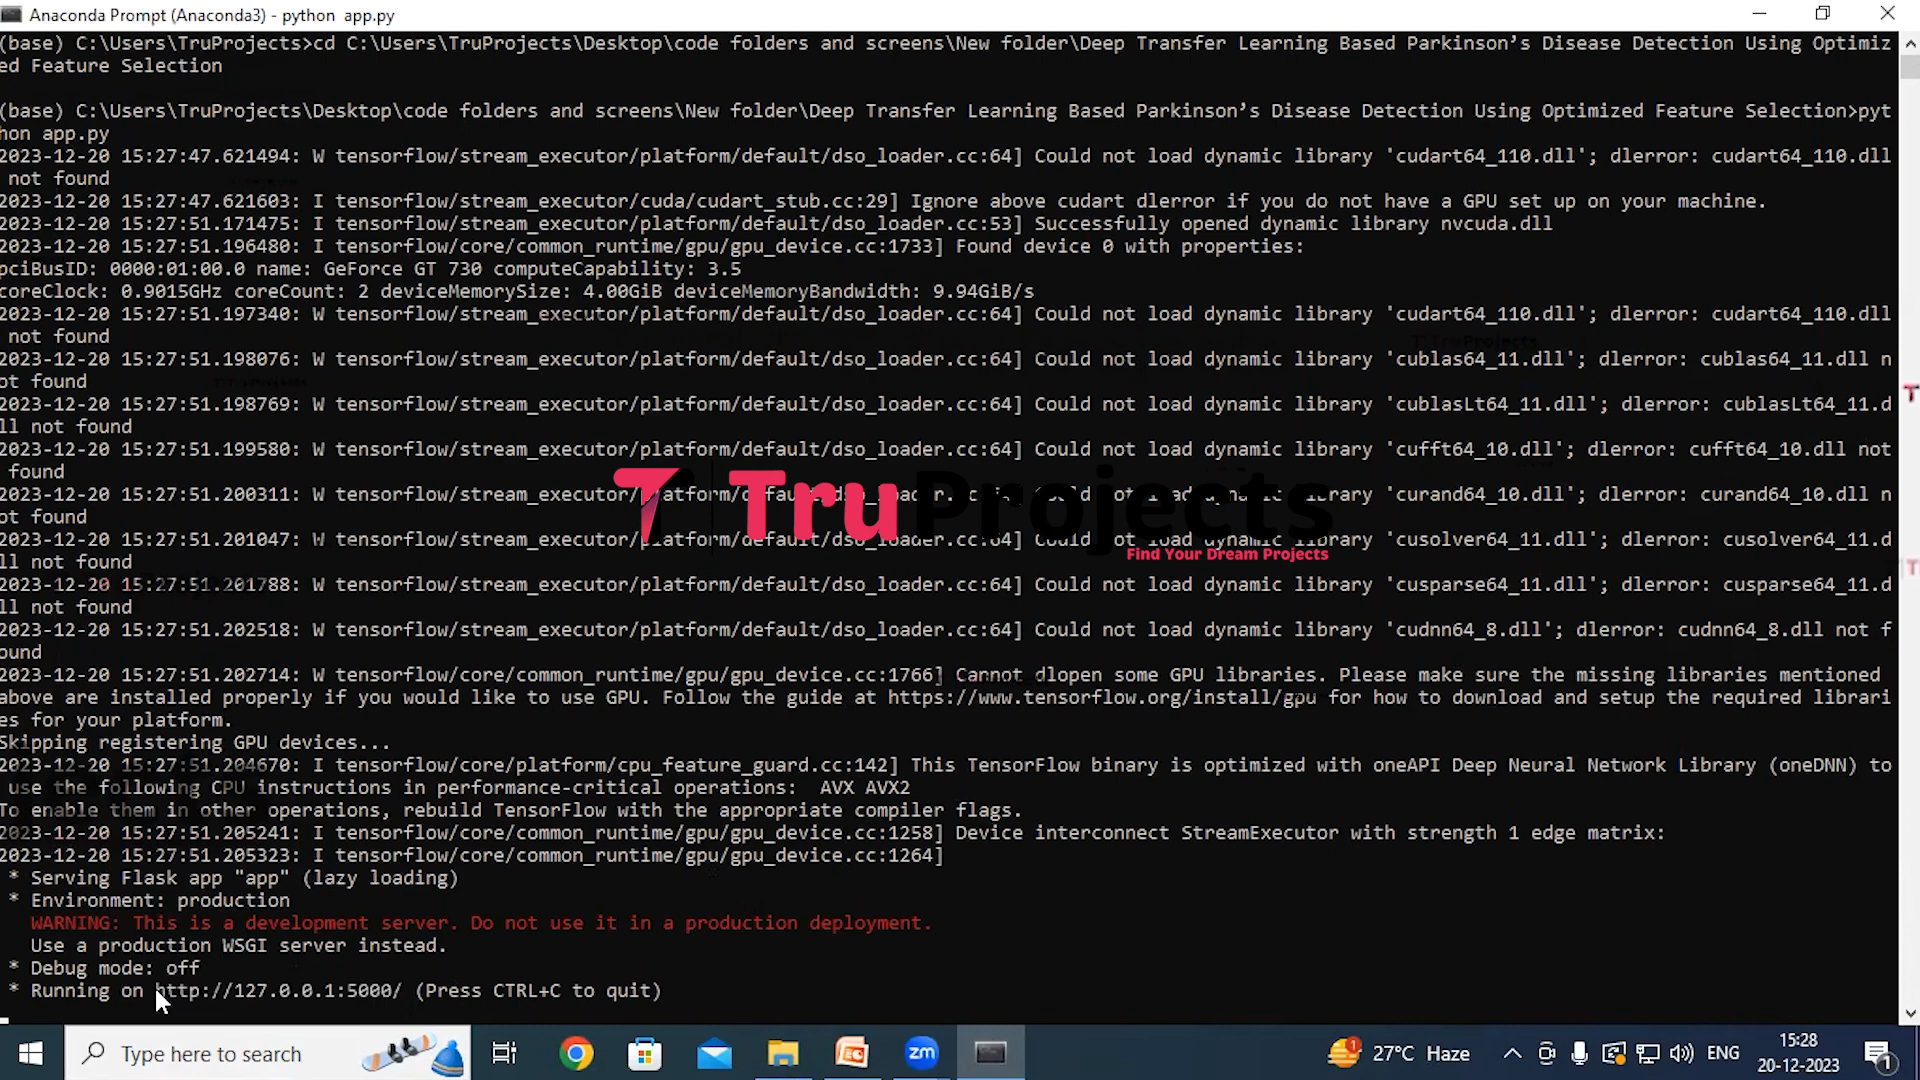 Anaconda Prompt (Anaconda3) - python  app.py
(base) C:\Users\TruProjects>cd C:\Users\TruProjects\Desktop\code folders and screens\New folder\Deep Transfer Learning Based Parkinson’s Disease Detection Using Optimiz
ed Feature Selection
(base) C:\Users\TruProjects\Desktop\code folders and screens\New folder\Deep Transfer Learning Based Parkinson’s Disease Detection Using Optimized Feature Selection>pyt
hon app.py
2023-12-20 15:27:47.621494: W tensorflow/stream_executor/platform/default/dso_loader.cc:64] Could not load dynamic library 'cudart64_110.dll'; dlerror: cudart64_110.dll
 not found
2023-12-20 15:27:47.621603: I tensorflow/stream_executor/cuda/cudart_stub.cc:29] Ignore above cudart dlerror if you do not have a GPU set up on your machine.
2023-12-20 15:27:51.171475: I tensorflow/stream_executor/platform/default/dso_loader.cc:53] Successfully opened dynamic library nvcuda.dll
2023-12-20 15:27:51.196480: I tensorflow/core/common_runtime/gpu/gpu_device.cc:1733] Found device 0 with properties:
pciBusID: 0000:01:00.0 name: GeForce GT 730 computeCapability: 3.5
coreClock: 0.9015GHz coreCount: 2 deviceMemorySize: 4.00GiB deviceMemoryBandwidth: 9.94GiB/s
2023-12-20 15:27:51.197340: W tensorflow/stream_executor/platform/default/dso_loader.cc:64] Could not load dynamic library 'cudart64_110.dll'; dlerror: cudart64_110.dll
 not found
2023-12-20 15:27:51.198076: W tensorflow/stream_executor/platform/default/dso_loader.cc:64] Could not load dynamic library 'cublas64_11.dll'; dlerror: cublas64_11.dll n
ot found
2023-12-20 15:27:51.198769: W tensorflow/stream_executor/platform/default/dso_loader.cc:64] Could not load dynamic library 'cublasLt64_11.dll'; dlerror: cublasLt64_11.d
ll not found
2023-12-20 15:27:51.199580: W tensorflow/stream_executor/platform/default/dso_loader.cc:64] Could not load dynamic library 'cufft64_10.dll'; dlerror: cufft64_10.dll not
 found
2023-12-20 15:27:51.200311: W tensorflow/stream_executor/platform/default/dso_loader.cc:64] Could not load dynamic library 'curand64_10.dll'; dlerror: curand64_10.dll n
ot found
TruProjects
2023-12-20 15:27:51.201047: W tensorflow/stream_executor/platform/default/dso_loader.cc:64] Could not load dynamic library 'cusolver64_11.dll'; dlerror: cusolver64_11.d
ll not found
Find Your Dream Projects
2023-12-20 15:27:51.201788: W tensorflow/stream_executor/platform/default/dso_loader.cc:64] Could not load dynamic library 'cusparse64_11.dll'; dlerror: cusparse64_11.d
ll not found
2023-12-20 15:27:51.202518: W tensorflow/stream_executor/platform/default/dso_loader.cc:64] Could not load dynamic library 'cudnn64_8.dll'; dlerror: cudnn64_8.dll not f
ound
2023-12-20 15:27:51.202714: W tensorflow/core/common_runtime/gpu/gpu_device.cc:1766] Cannot dlopen some GPU libraries. Please make sure the missing libraries mentioned
above are installed properly if you would like to use GPU. Follow the guide at https://www.tensorflow.org/install/gpu for how to download and setup the required librari
es for your platform.
Skipping registering GPU devices...
2023-12-20 15:27:51.204670: I tensorflow/core/platform/cpu_feature_guard.cc:142] This TensorFlow binary is optimized with oneAPI Deep Neural Network Library (oneDNN) to
 use the following CPU instructions in performance-critical operations:  AVX AVX2
To enable them in other operations, rebuild TensorFlow with the appropriate compiler flags.
2023-12-20 15:27:51.205241: I tensorflow/core/common_runtime/gpu/gpu_device.cc:1258] Device interconnect StreamExecutor with strength 1 edge matrix:
2023-12-20 15:27:51.205323: I tensorflow/core/common_runtime/gpu/gpu_device.cc:1264]
 * Serving Flask app "app" (lazy loading)
 * Environment: production
   WARNING: This is a development server. Do not use it in a production deployment.
   Use a production WSGI server instead.
 * Debug mode: off
 * Running on http://127.0.0.1:5000/ (Press CTRL+C to quit)
Type here to search
zm
1
27°C  Haze
ENG
15:28
20-12-2023
1